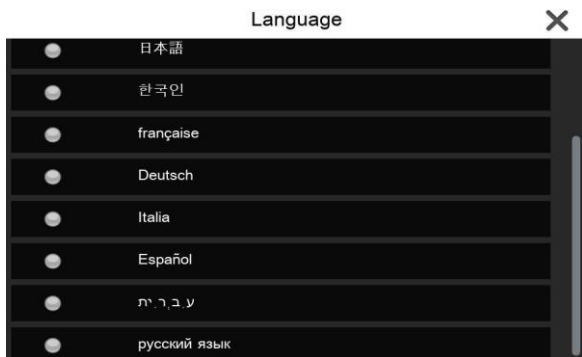 Language
日本語
한국인
française
Deutsch
Italia
Español
ע.ב.ר.ית
русский язык